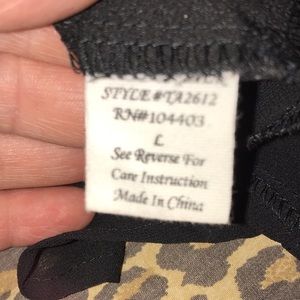 STYLE#TA2612
RN#104403
L
See Reverse For
Care Instruction
Made In China